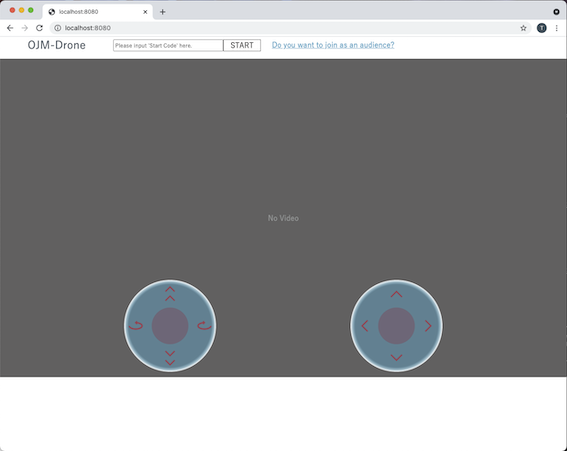 localhost:8080
localhost:8080
T
OJM-Drone
Please input 'Start Code' here.
START
Do you want to join as an audience?
No Video